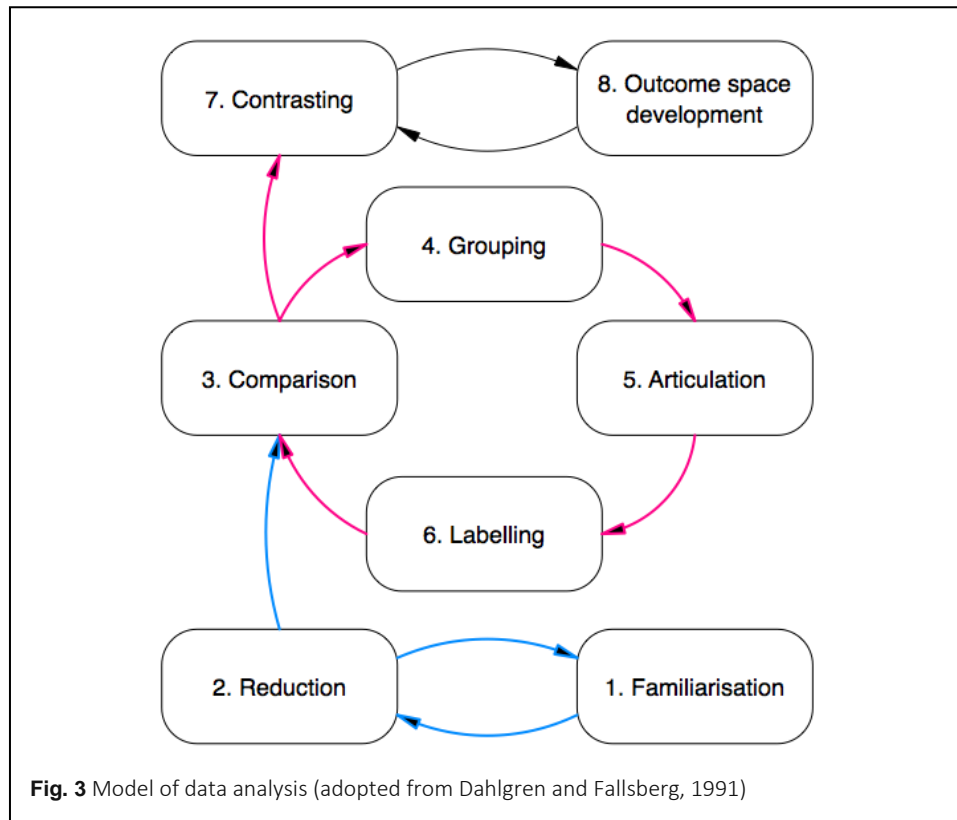 7. Contrasting
8. Outcome space
development
4. Grouping
3. Comparison
5. Articulation
6. Labelling
2. Reduction
1. Familiarisation
Fig. 3 Model of data analysis (adopted from Dahlgren and Fallsberg, 1991)